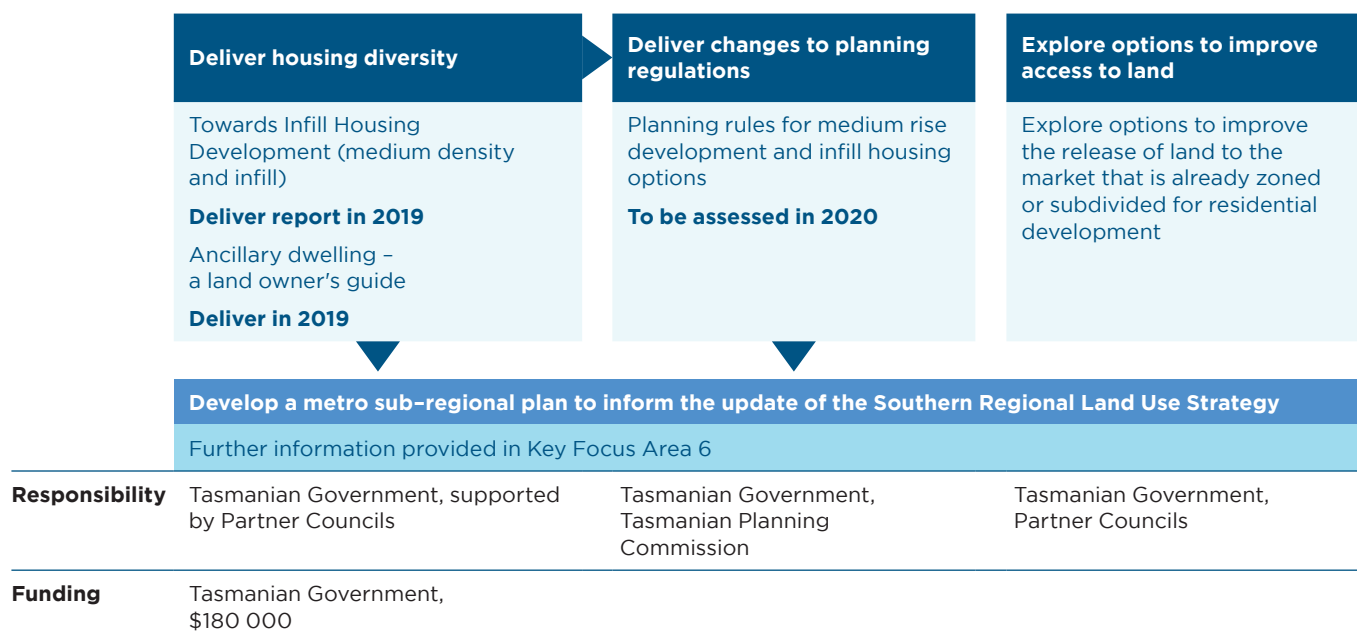 Deliver housing diversity
Towards Infill Housing
Development (medium density
and infill)
Deliver report in 2019
Ancillary dwelling –
a land owner's guide
Deliver in 2019
Deliver changes to planning
regulations
Planning rules for medium rise
development and infill housing
options
To be assessed in 2020
Explore options to improve
access to land
Explore options to improve
the release of land to the
market that is already zoned
or subdivided for residential
development
Develop a metro sub–regional plan to inform the update of the Southern Regional Land Use Strategy
Further information provided in Key Focus Area 6
Responsibility
Tasmanian Government, supported
by Partner Councils
Tasmanian Government,
Tasmanian Planning
Commission
Tasmanian Government,
Partner Councils
Funding
Tasmanian Government,
$180 000